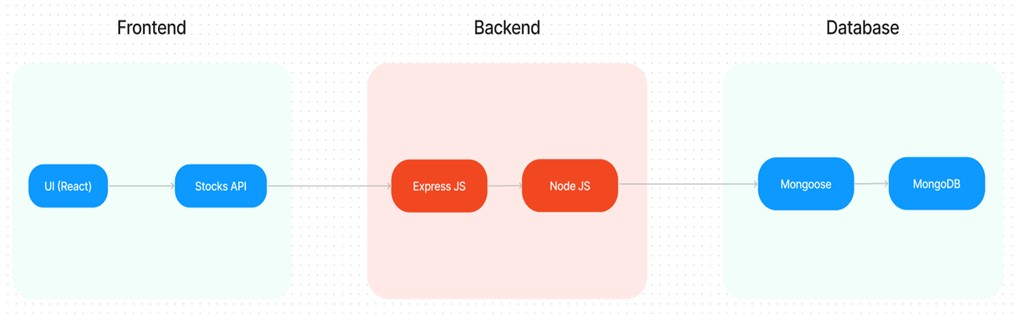 Frontend
Backend
Database
UI (React)
Stocks API
Express JS
Node JS
Mongoose
MongoDB